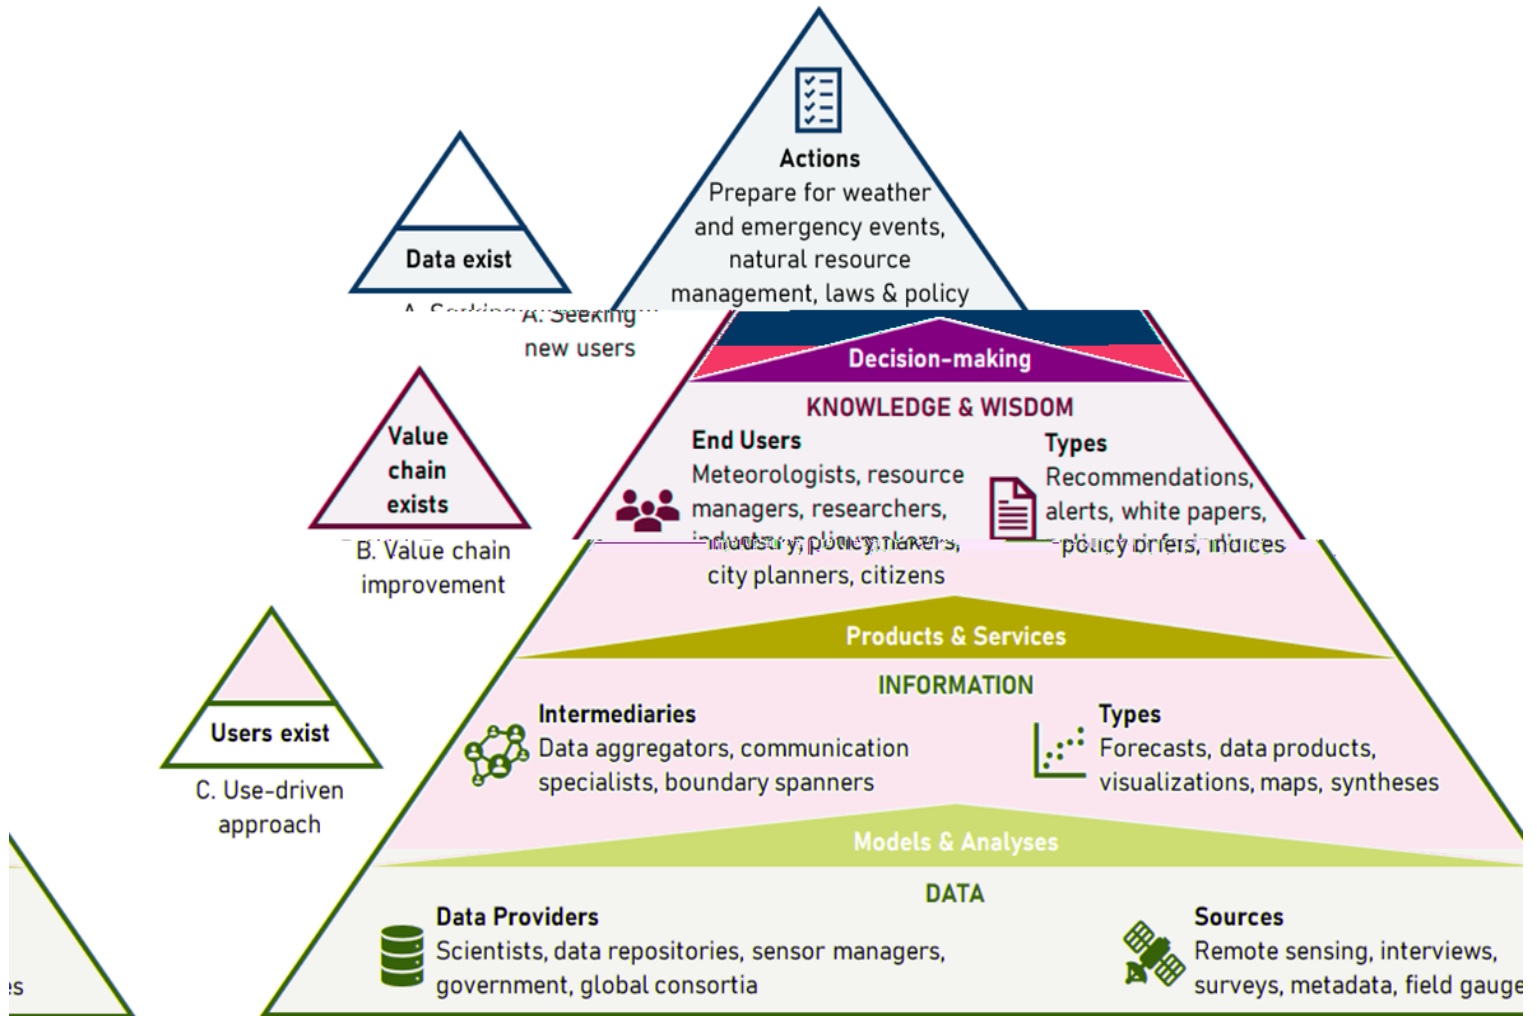 Actions
Prepare for weather
and emergency events,
natural resource
management, laws & policy
Data exist
A. Seeking
new users
Decision-making
KNOWLEDGE & WISDOM
End Users
Meteorologists, resource
managers, researchers,
industry, policymakers,
city planners, citizens
Types
Recommendations,
alerts, white papers,
policy briefs, indices
Value
chain
exists
B. Value chain
improvement
Products & Services
INFORMATION
Intermediaries
Data aggregators, communication
specialists, boundary spanners
Types
Forecasts, data products,
visualizations, maps, syntheses
Users exist
C. Use-driven
approach
Models & Analyses
DATA
Data Providers
Scientists, data repositories, sensor managers,
government, global consortia
Sources
Remote sensing, interviews,
surveys, metadata, field gauge
es